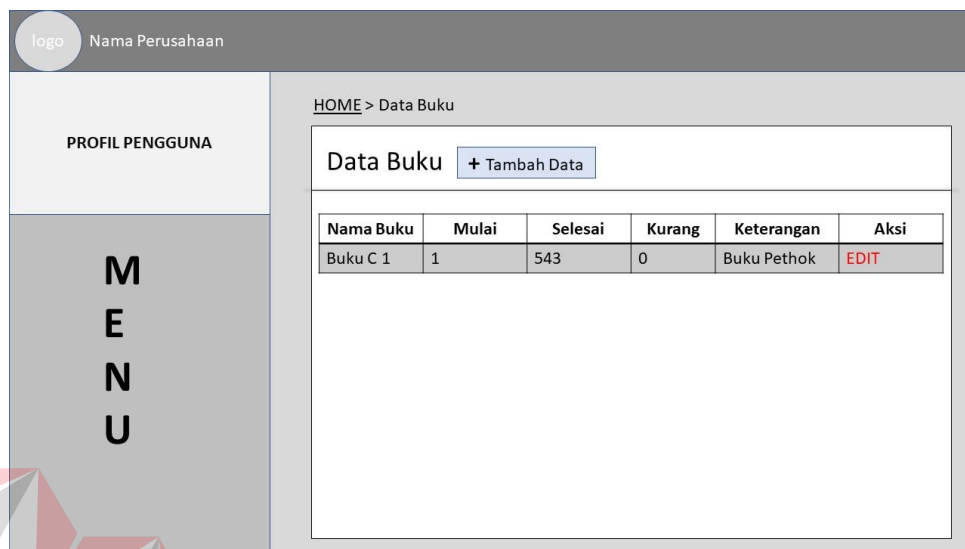 logo Nama Perusahaan
PROFIL PENGGUNA
M
E
N
U
HOME > Data Buku
Data Buku + Tambah Data
Nama Buku Mulai Selesai Kurang Keterangan Aksi
Buku C 1 1 543 0 Buku Pethok EDIT